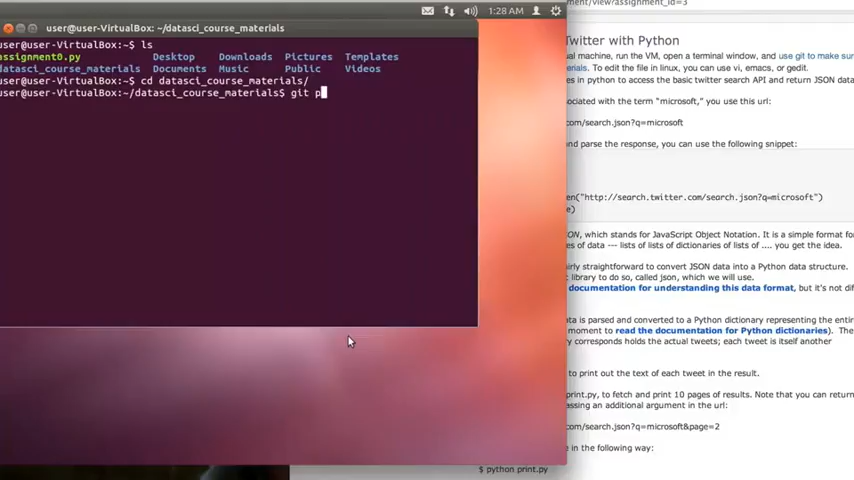 view?assignment_id=3
1:28 AM
user@user-VirtualBox: ~/datasci_course_materials
user@user-VirtualBox:~$ ls
assignment0.py Desktop Downloads Pictures Templates
datasci_course_materials Documents Music Public Videos
user@user-VirtualBox:~$ cd datasci_course_materials/
user@user-VirtualBox:~/datasci_course_materials$ git p
Twitter with Python
ual machine, run the VM, open a terminal window, and use git to make sur
erials. To edit the file in linux, you can use vi, emacs, or gedit.
es in python to access the basic twitter search API and return JSON data
sociated with the term “microsoft,” you use this url:
com/search.json?q=microsoft
and parse the response, you can use the following snippet:
en("http://search.twitter.com/search.json?q=microsoft")
e)
ON, which stands for JavaScript Object Notation. It is a simple format fo
es of data --- lists of lists of dictionaries of lists of .... you get the idea.
airly straightforward to convert JSON data into a Python data structure.
t library to do so, called json, which we will use.
documentation for understanding this data format, but it's not dif
ata is parsed and converted to a Python dictionary representing the entir
moment to read the documentation for Python dictionaries). The
ry corresponds holds the actual tweets; each tweet is itself another
to print out the text of each tweet in the result.
print.py, to fetch and print 10 pages of results. Note that you can return
assing an additional argument in the url:
com/search.json?q=microsoft&page=2
e in the following way:
$ python print.py